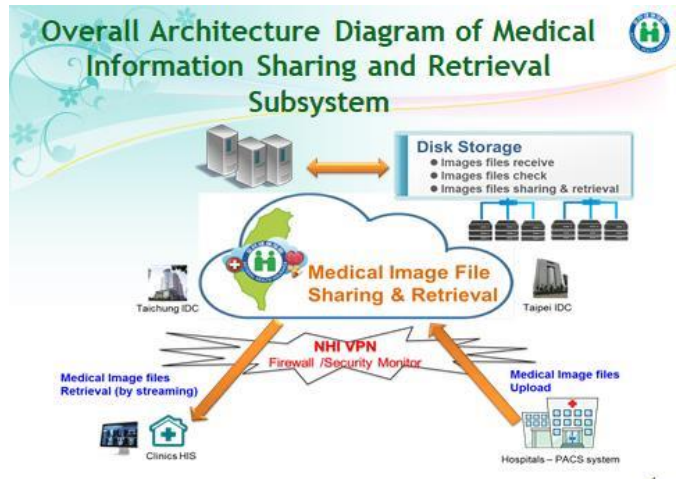 Overall Architecture Diagram of Medical
Information Sharing and Retrieval
Subsystem
Disk Storage
● Images files receive
● Images files check
● Images files sharing & retrieval
Medical Image File
Sharing & Retrieval
Taichung IDC
Taipei IDC
NHI VPN
Firewall /Security Monitor
Medical Image files
Retrieval (by streaming)
Medical Image files
Upload
Clinics HIS
Hospitals – PACS system